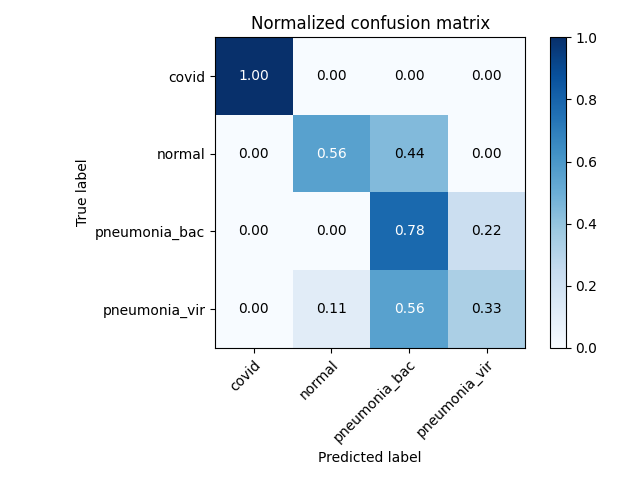 Normalized confusion matrix
True label
covid 1.00 0.00 0.00 0.00
normal 0.00 0.56 0.44 0.00
pneumonia_bac 0.00 0.00 0.78 0.22
pneumonia_vir 0.00 0.11 0.56 0.33
covid normal pneumonia_bac pneumonia_vir
Predicted label
1.0
0.8
0.6
0.4
0.2
0.0